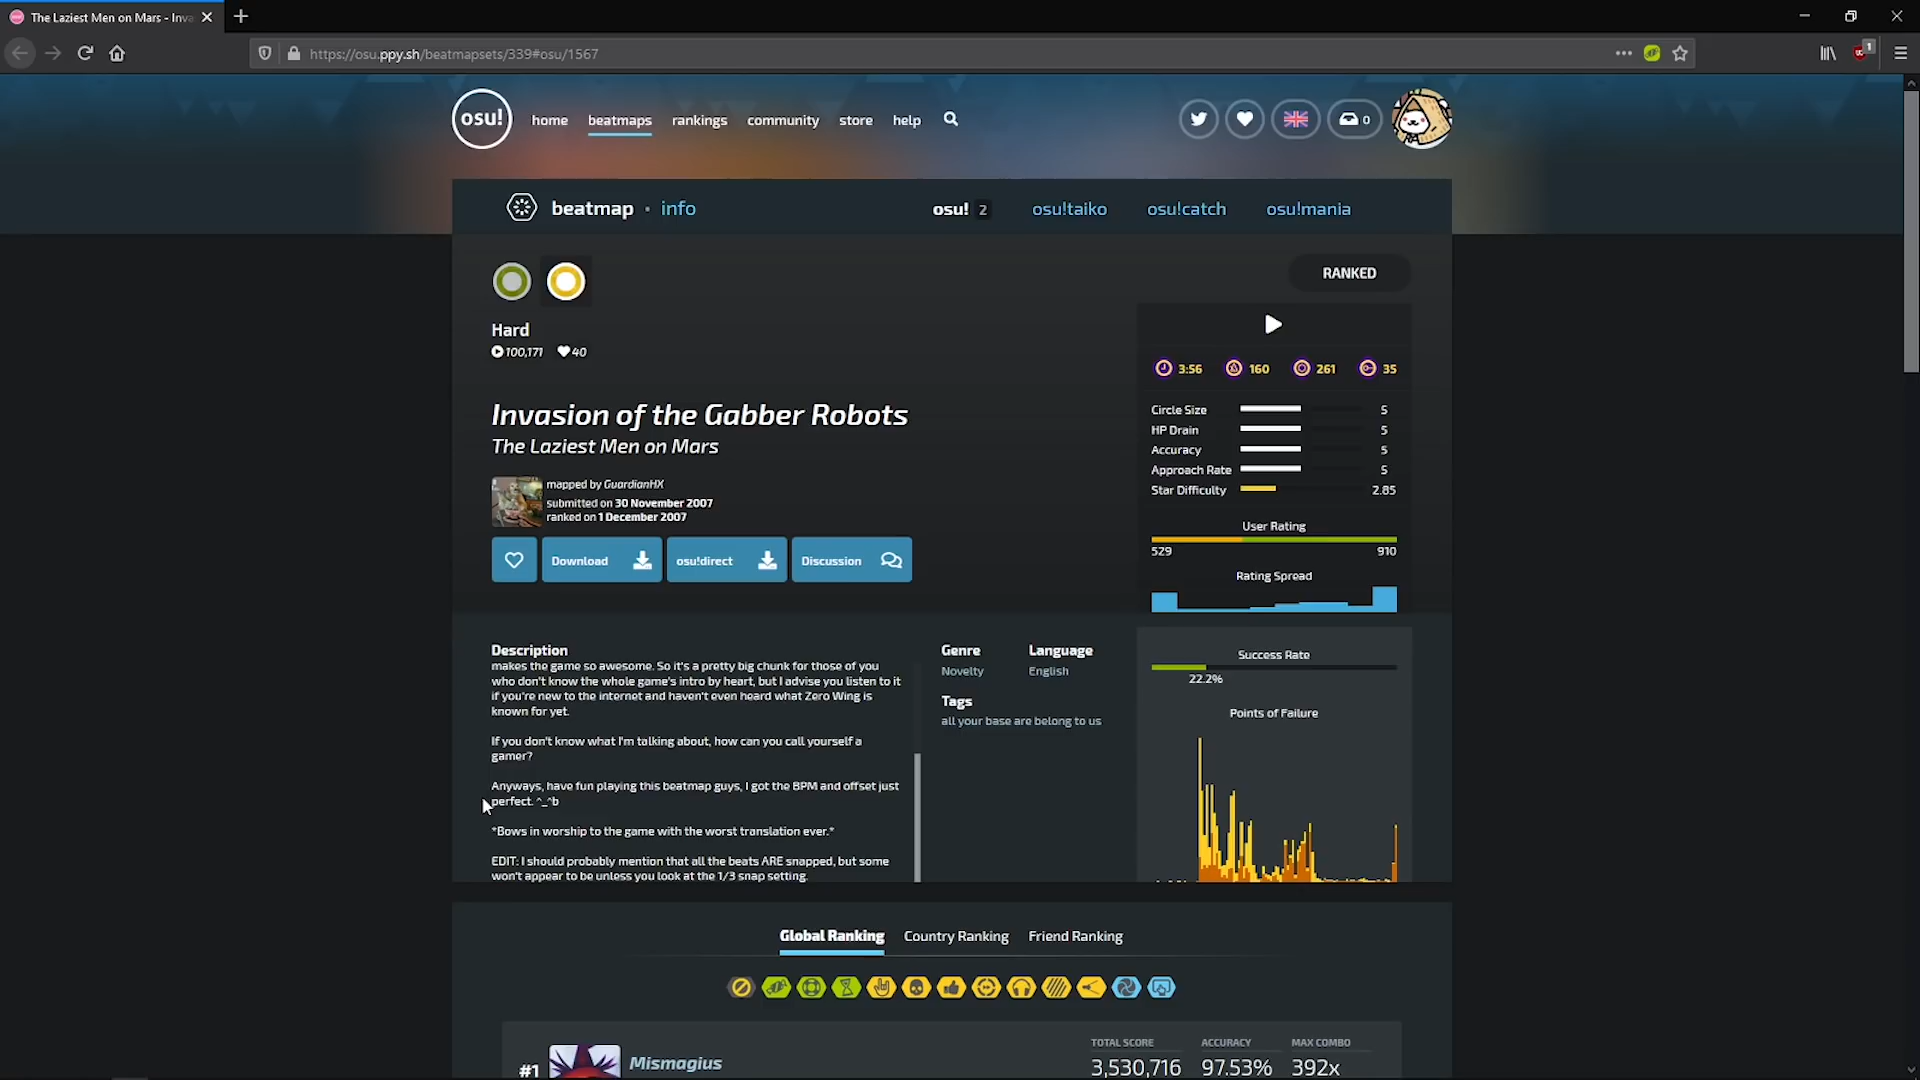 The Laziest Men on Mars - Inva
https://osu.ppy.sh/beatmapsets/339#osu/1567
1
osu!
home beatmaps rankings community store help
0
beatmap · info
osu! 2 osu!taiko osu!catch osu!mania
RANKED
Hard
100,171 40
3:56 160 261 35
Invasion of the Gabber Robots
The Laziest Men on Mars
mapped by GuardianHX
submitted on 30 November 2007
ranked on 1 December 2007
Download osu!direct Discussion
Circle Size 5
HP Drain 5
Accuracy 5
Approach Rate 5
Star Difficulty 2.85
User Rating
529 910
Rating Spread
Description
makes the game so awesome. So it's a pretty big chunk for those of you
who don't know the whole game's intro by heart, but I advise you listen to it
if you're new to the internet and haven't even heard what Zero Wing is
known for yet.
If you don't know what I'm talking about, how can you call yourself a
gamer?
Anyways, have fun playing this beatmap guys, I got the BPM and offset just
perfect. ^_^b
*Bows in worship to the game with the worst translation ever.*
EDIT: I should probably mention that all the beats ARE snapped, but some
won't appear to be unless you look at the 1/3 snap setting.
Genre Language
Novelty English
Tags
all your base are belong to us
Success Rate
22.2%
Points of Failure
Global Ranking Country Ranking Friend Ranking
#1 Mismagius
TOTAL SCORE ACCURACY MAX COMBO
3,530,716 97.53% 392x